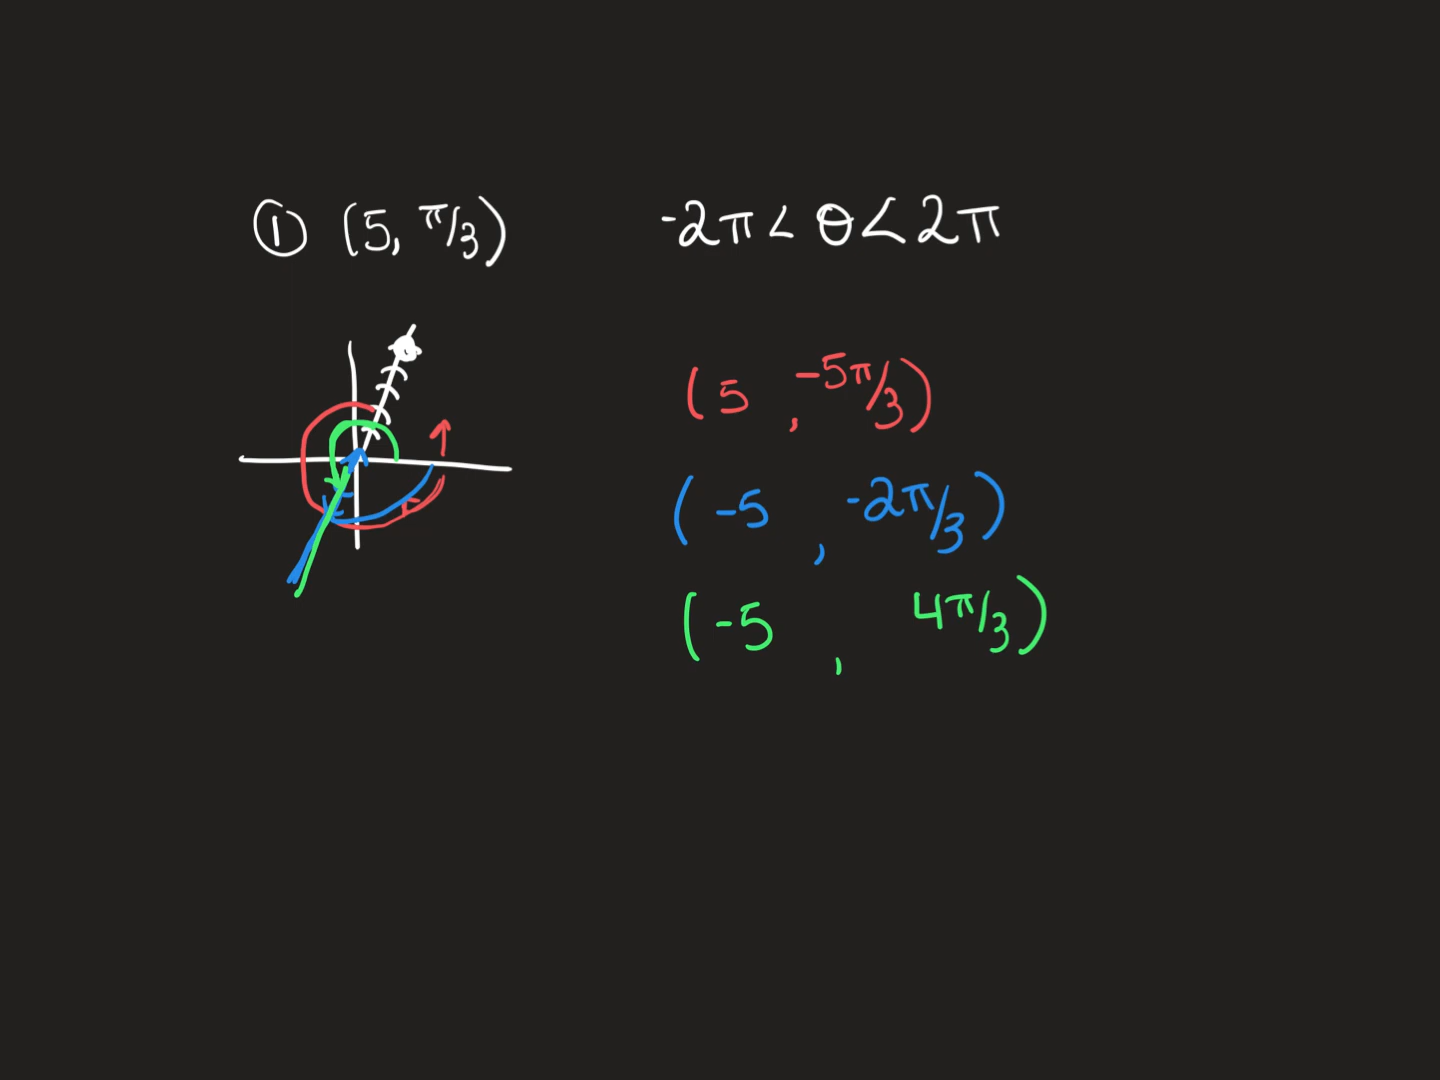 ① (5, π/3) -2π < θ < 2π
(5, -5π/3)
(-5, -2π/3)
(-5, 4π/3)